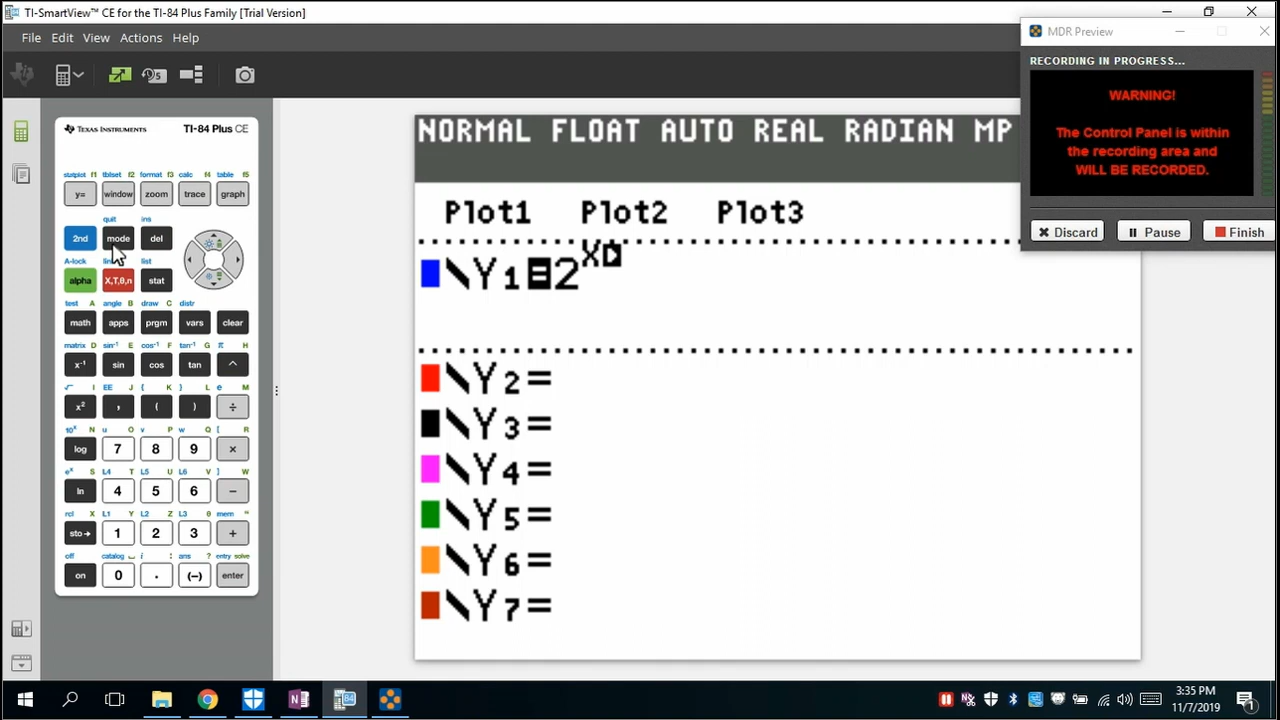 TI-SmartView™ CE for the TI-84 Plus Family [Trial Version]
File Edit View Actions Help
MDR Preview
RECORDING IN PROGRESS...
WARNING!
The Control Panel is within
the recording area and
WILL BE RECORDED.
Discard Pause Finish
TEXAS INSTRUMENTS TI-84 Plus CE
statplot f1 tblset f2 format f3 calc f4 table f5
y= window zoom trace graph
quit ins
2nd mode del
A-lock lin list
alpha X,T,θ,n stat
test A angle B draw C distr
math apps prgm vars clear
matrix D sin⁻¹ E cos⁻¹ F tan⁻¹ G π H
x⁻¹ sin cos tan ^
√ I EE J { K } L e M
x² , ( ) ÷
10ˣ N u O v P w Q [ R
log 7 8 9 ×
eˣ S L4 T L5 U L6 V ] W
ln 4 5 6 −
rcl X L1 Y L2 Z L3 θ mem "
sto→ 1 2 3 +
off catalog ⎵ i : ans ? entry solve
on 0 . (−) enter
NORMAL FLOAT AUTO REAL RADIAN MP
Plot1 Plot2 Plot3
\Y1=2^X
\Y2=
\Y3=
\Y4=
\Y5=
\Y6=
\Y7=
3:35 PM
11/7/2019
1